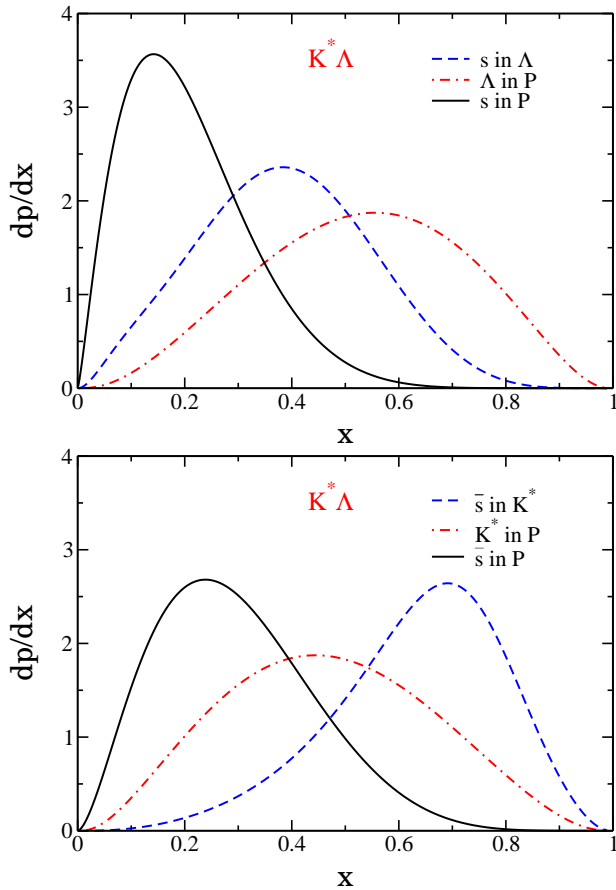 4
K*Λ
s in Λ
Λ in P
s in P
3
2
1
0
dp/dx
0 0.2 0.4 0.6 0.8 1
x
4
K*Λ
s̄ in K*
K* in P
s̄ in P
3
2
1
0
dp/dx
0 0.2 0.4 0.6 0.8 1
x